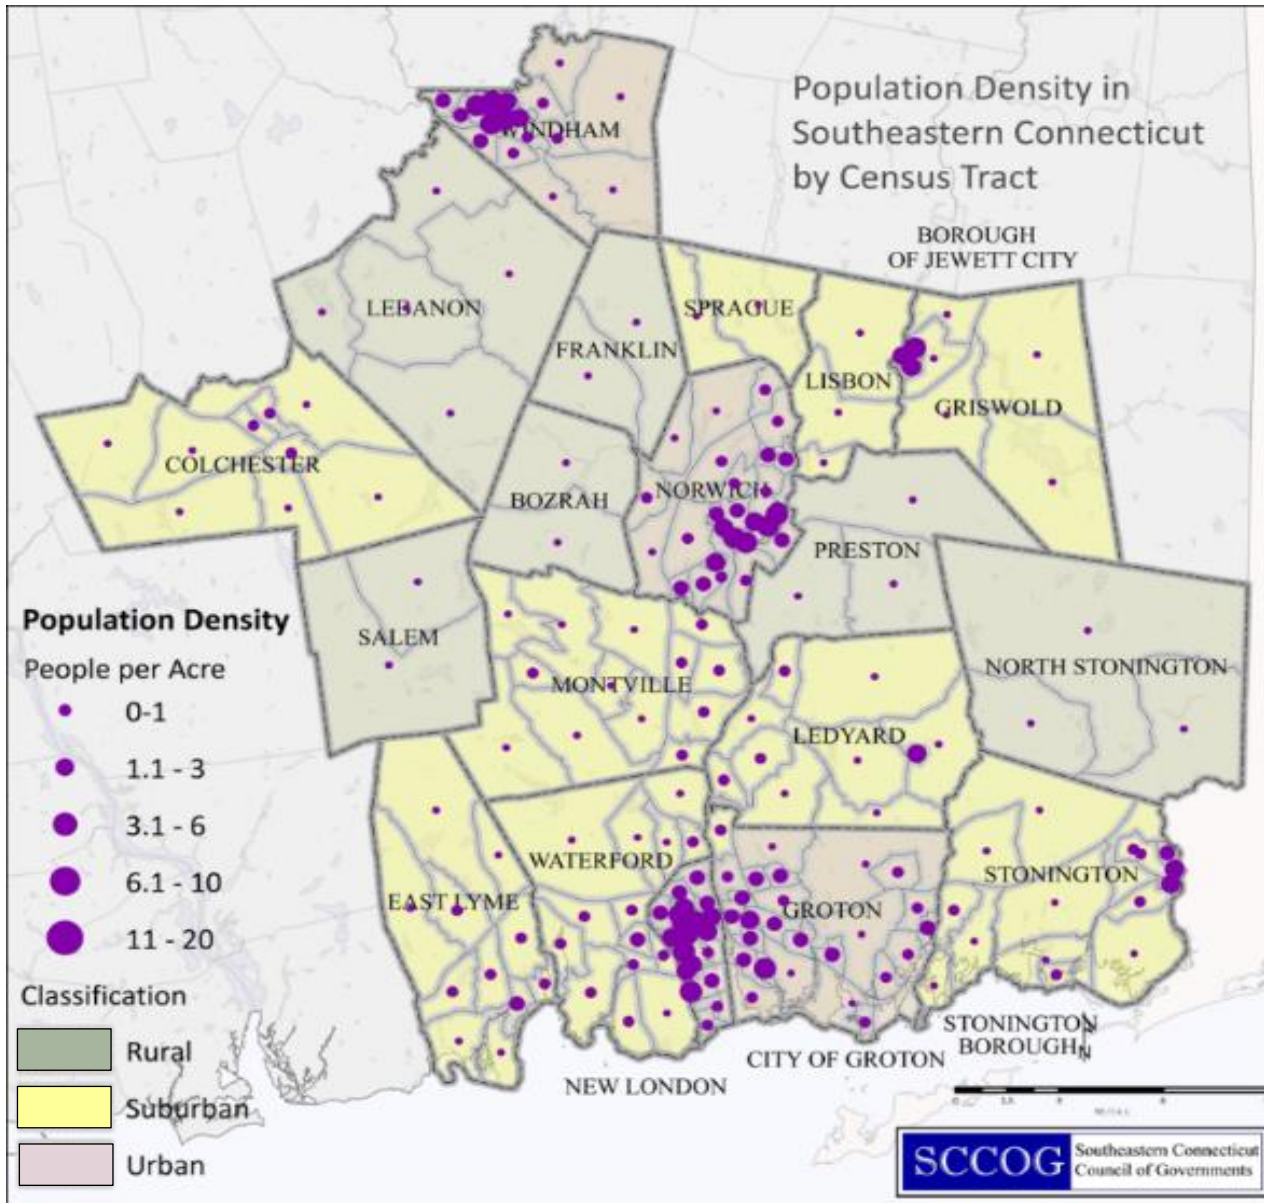 Population Density in
Southeastern Connecticut
by Census Tract
WINDHAM
BOROUGH
OF JEWETT CITY
LEBANON
SPRAGUE
FRANKLIN
LISBON
GRISWOLD
COLCHESTER
BOZRAH
NORWICH
PRESTON
SALEM
MONTVILLE
NORTH STONINGTON
LEDYARD
WATERFORD
STONINGTON
EAST LYME
GROTON
Population Density
People per Acre
0-1
1.1 - 3
3.1 - 6
6.1 - 10
11 - 20
Classification
Rural
Suburban
Urban
NEW LONDON
CITY OF GROTON
STONINGTON
BOROUGH
N
SCCOG
Southeastern Connecticut
Council of Governments